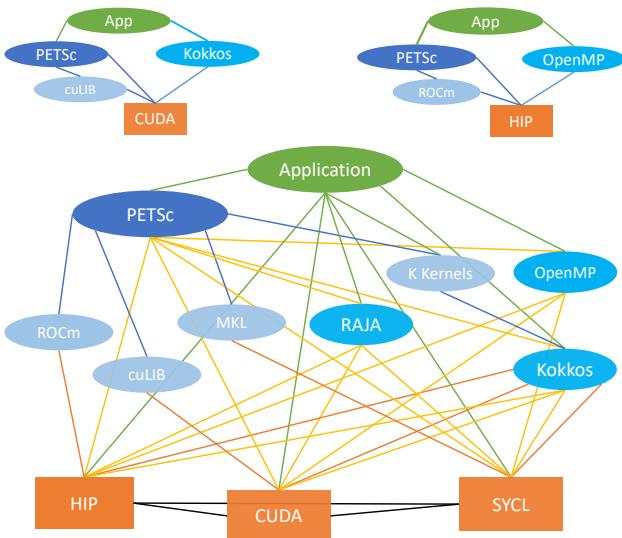 App
PETSc
Kokkos
cuLIB
CUDA
App
PETSc
OpenMP
ROCm
HIP
Application
PETSc
K Kernels
OpenMP
ROCm
MKL
RAJA
cuLIB
Kokkos
HIP
CUDA
SYCL